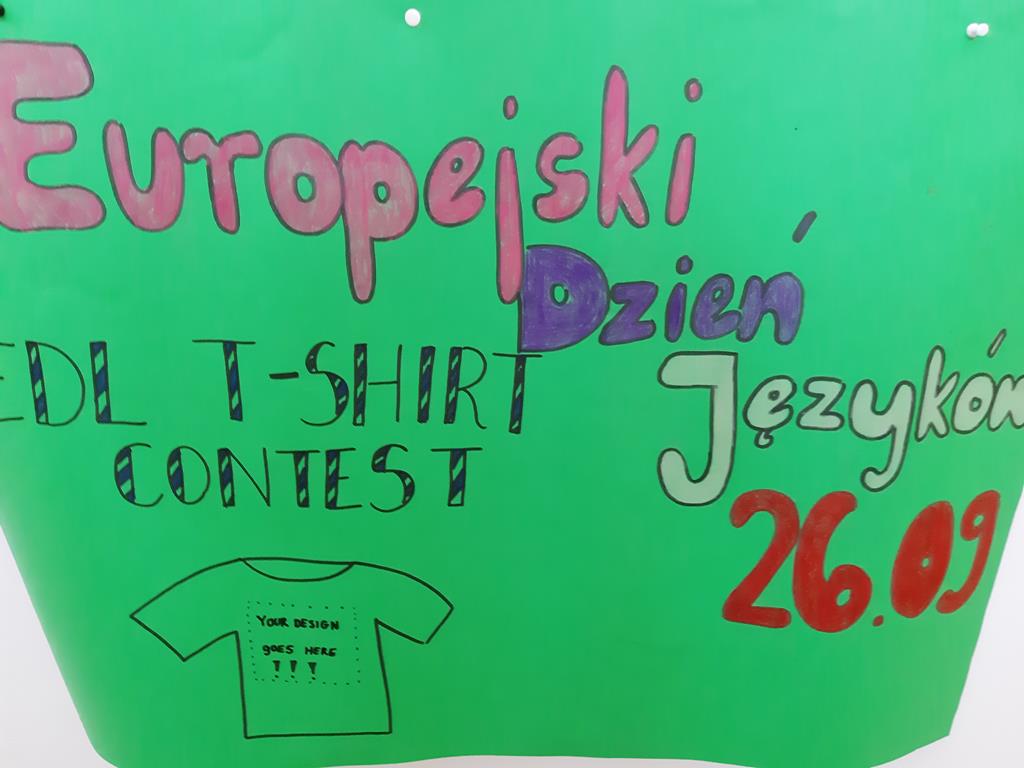 Europejski
Dzień
Języków
26.09
EDL T-SHIRT
CONTEST
YOUR DESIGN
gOES HERE
!!!